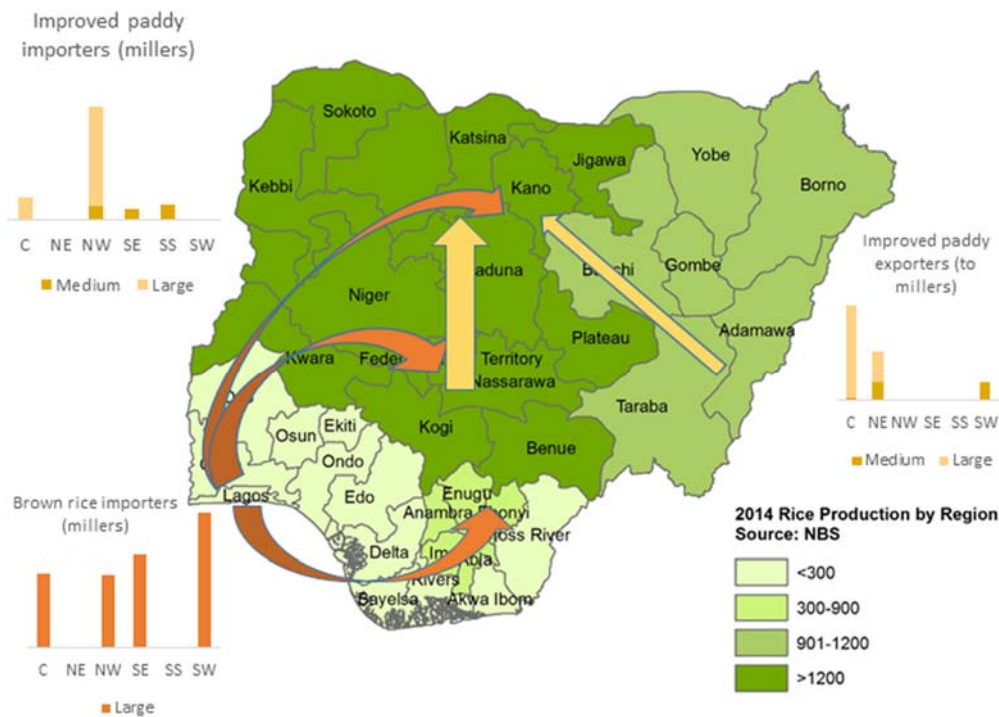 Improved paddy
importers (millers)
C NE NW SE SS SW
Medium Large
Sokoto
Katsina
Jigawa
Yobe
Borno
Kebbi
Kano
Niger
aduna
Gombe
Adamawa
Plateau
Kwara
Territory
Nassarawa
Taraba
Kogi
Benue
Osun
Ekiti
Ondo
Edo
Lagos
Enugu
Anambra
Delta
Rivers
Bayelsa
Akwa Ibom
Improved paddy
exporters (to
millers)
C NE NW SE SS SW
Medium Large
Brown rice importers
(millers)
C NE NW SE SS SW
Large
2014 Rice Production by Region
Source: NBS
<300
300-900
901-1200
>1200